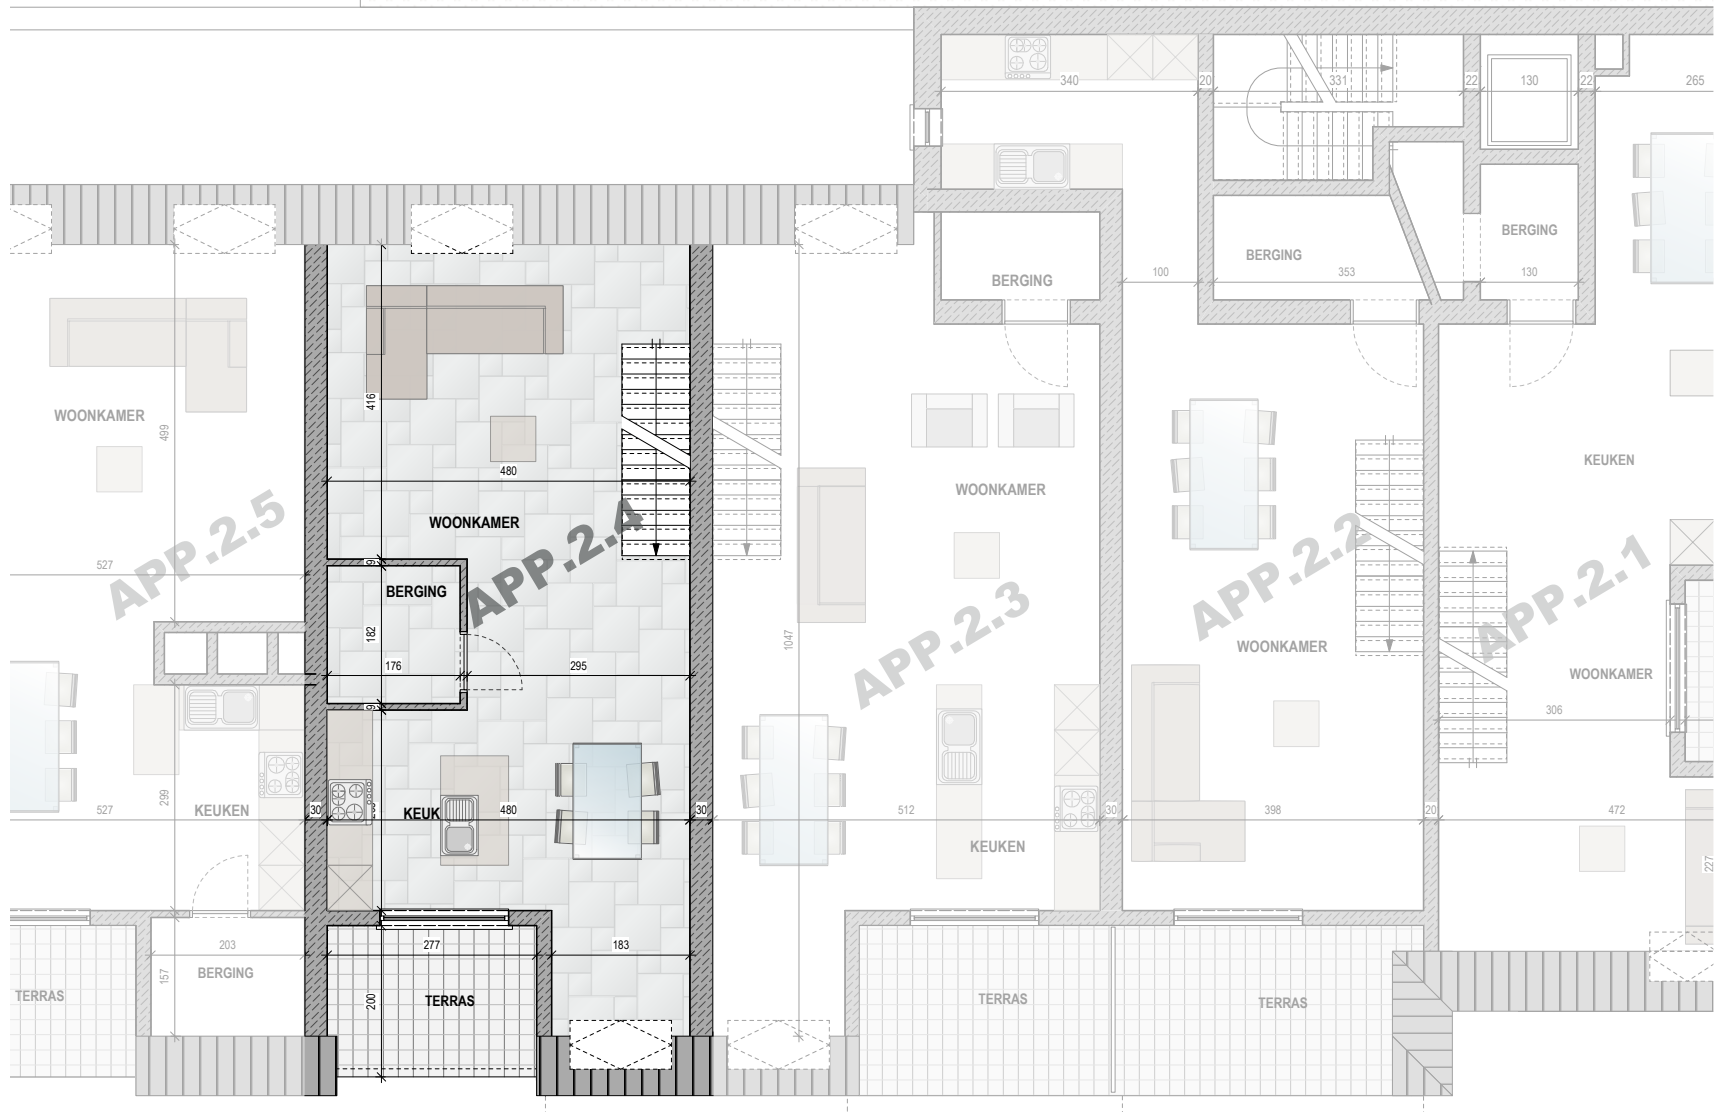 340
20
331
22
130
22
265
BERGING
BERGING
BERGING
100
353
130
WOONKAMER
499
416
480
WOONKAMER
WOONKAMER
KEUKEN
APP.2.5
APP.2.4
APP.2.3
APP.2.2
APP.2.1
527
9
BERGING
182
176
295
9
1047
WOONKAMER
WOONKAMER
306
299
527
KEUKEN
30
KEUK
480
30
512
KEUKEN
30
398
20
472
227
203
157
BERGING
277
183
200
TERRAS
TERRAS
TERRAS
TERRAS